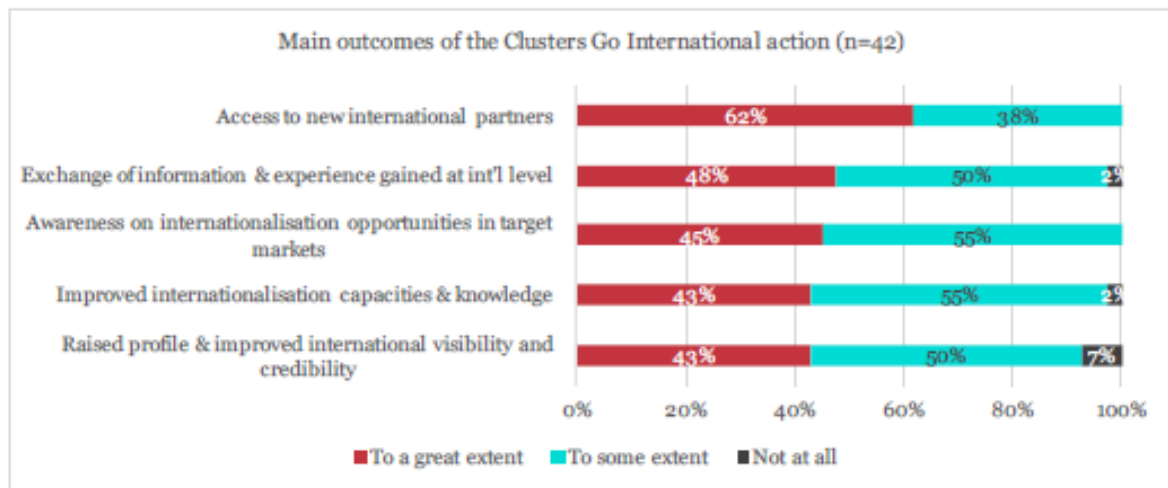 Main outcomes of the Clusters Go International action (n=42)
Access to new international partners
62%
38%
Exchange of information & experience gained at int'l level
48%
50%
2%
Awareness on internationalisation opportunities in target
markets
45%
55%
Improved internationalisation capacities & knowledge
43%
55%
2%
Raised profile & improved international visibility and
credibility
43%
50%
7%
0%
20%
40%
60%
80%
100%
To a great extent
To some extent
Not at all